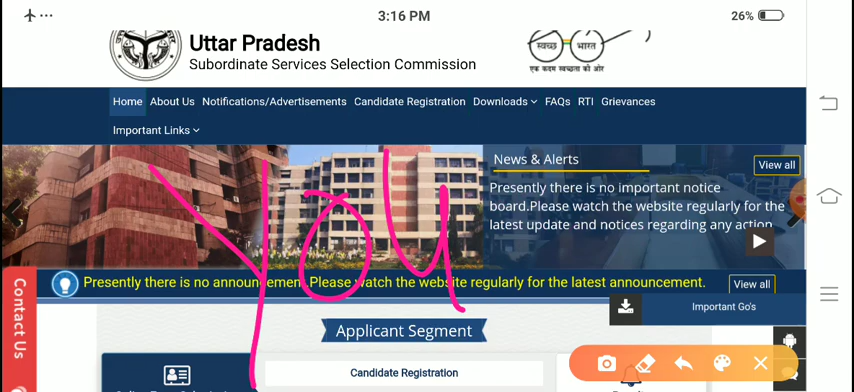 3:16 PM
26%
Uttar Pradesh
Subordinate Services Selection Commission
स्वच्छ भारत
एक कदम स्वच्छता की ओर
Home About Us Notifications/Advertisements Candidate Registration Downloads FAQs RTI Grievances
Important Links
News & Alerts
View all
Presently there is no important notice
board.Please watch the website regularly for the
latest update and notices regarding any action
you
Presently there is no announcement.Please watch the website regularly for the latest announcement.
View all
Contact Us
Important Go's
Applicant Segment
Candidate Registration